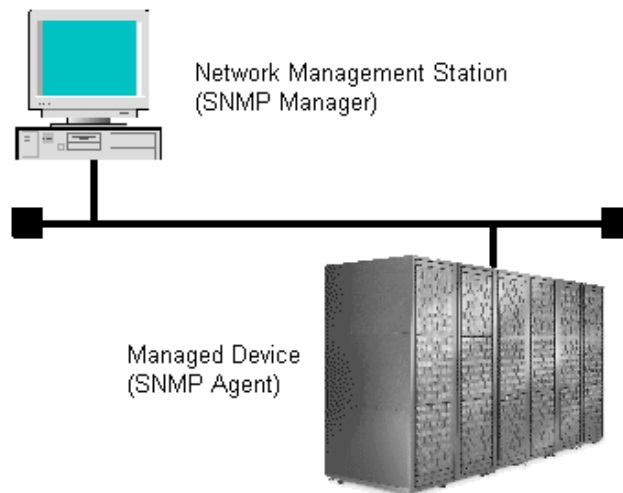 Network Management Station
(SNMP Manager)
Managed Device
(SNMP Agent)